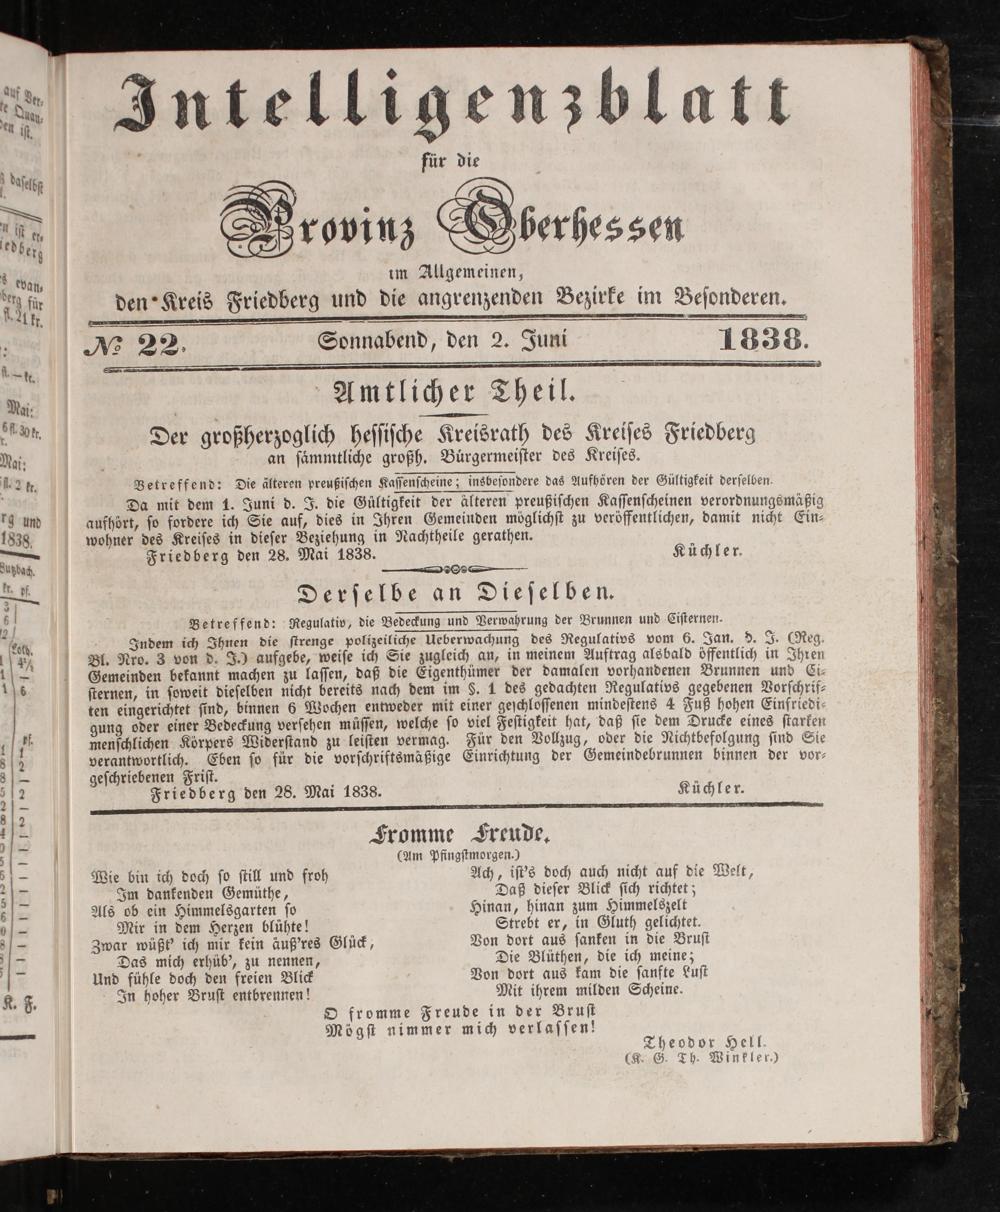 Intelligenzblatt
für die
Provinz Oberhessen
im Allgemeinen,
den Kreis Friedberg und die angrenzenden Bezirke im Besonderen.
№ 22. Sonnabend, den 2. Juni 1838.
Amtlicher Theil.
Der großherzoglich hessische Kreisrath des Kreises Friedberg
an sämmtliche großh. Bürgermeister des Kreises.
Betreffend: Die älteren preußischen Kassenscheine; insbesondere das Aufhören der Gültigkeit derselben.
Da mit dem 1. Juni d. J. die Gültigkeit der älteren preußischen Kassenscheinen verordnungsmäßig
aufhört, so fordere ich Sie auf, dies in Ihren Gemeinden möglichst zu veröffentlichen, damit nicht Ein-
wohner des Kreises in dieser Beziehung in Nachtheile gerathen.
Friedberg den 28. Mai 1838. Küchler.
Derselbe an Dieselben.
Betreffend: Regulativ, die Bedeckung und Verwahrung der Brunnen und Cisternen.
Indem ich Ihnen die strenge polizeiliche Ueberwachung des Regulativs vom 6. Jan. d. J. (Reg.
Bl. Nro. 3 von d. J.) aufgebe, weise ich Sie zugleich an, in meinem Auftrag alsbald öffentlich in Ihren
Gemeinden bekannt machen zu lassen, daß die Eigenthümer der damalen vorhandenen Brunnen und Ci-
sternen, in soweit dieselben nicht bereits nach dem im §. 1 des gedachten Regulativs gegebenen Vorschrif-
ten eingerichtet sind, binnen 6 Wochen entweder mit einer geschlossenen mindestens 4 Fuß hohen Einfriedi-
gung oder einer Bedeckung versehen müssen, welche so viel Festigkeit hat, daß sie dem Drucke eines starken
menschlichen Körpers Widerstand zu leisten vermag. Für den Vollzug, oder die Nichtbefolgung sind Sie
verantwortlich. Eben so für die vorschriftsmäßige Einrichtung der Gemeindebrunnen binnen der vor-
geschriebenen Frist.
Friedberg den 28. Mai 1838. Küchler.
Fromme Freude.
(Am Pfingstmorgen.)
Wie bin ich doch so still und froh
Im dankenden Gemüthe,
Als ob ein Himmelsgarten so
Mir in dem Herzen blühte!
Zwar wüßt' ich mir kein äuß'res Glück,
Das mich erhüb', zu nennen,
Und fühle doch den freien Blick
In hoher Brust entbrennen!
Ach, ist's doch auch nicht auf die Welt,
Daß dieser Blick sich richtet;
Hinan, hinan zum Himmelszelt
Strebt er, in Gluth gelichtet.
Von dort aus sanken in die Brust
Die Blüthen, die ich meine;
Von dort aus kam die sanfte Lust
Mit ihrem milden Scheine.
O fromme Freude in der Brust
Mögst nimmer mich verlassen!
Theodor Hell.
(K. G. Th. Winkler.)